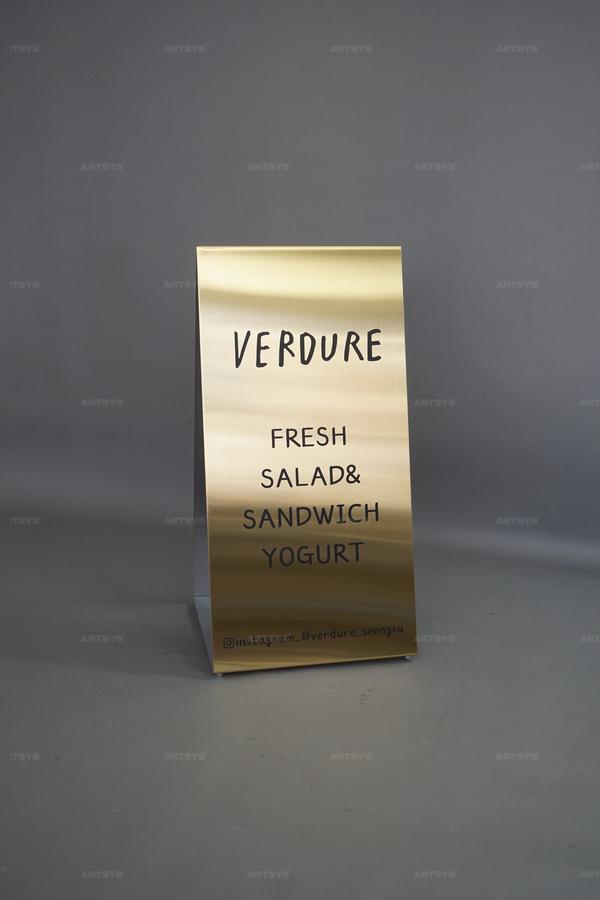 VERDURE
FRESH
SALAD&
SANDWICH
YOGURT
instagram_@verdure_seongsu
ARTSYS